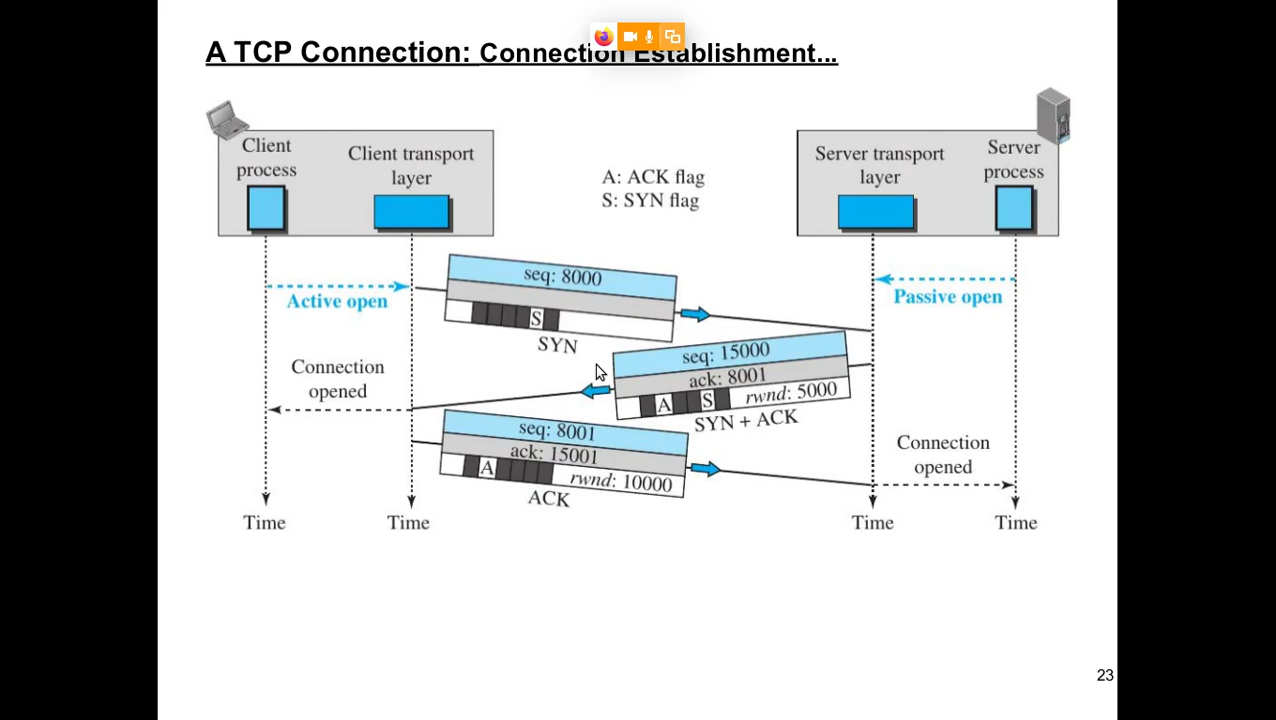 A TCP Connection: Connection Establishment...
Client
process
Client transport
layer
A: ACK flag
S: SYN flag
Server transport
layer
Server
process
seq: 8000
Active open
Passive open
S
SYN
seq: 15000
ack: 8001
A S rwnd: 5000
SYN + ACK
Connection
opened
seq: 8001
ack: 15001
A rwnd: 10000
ACK
Connection
opened
Time
Time
Time
Time
23